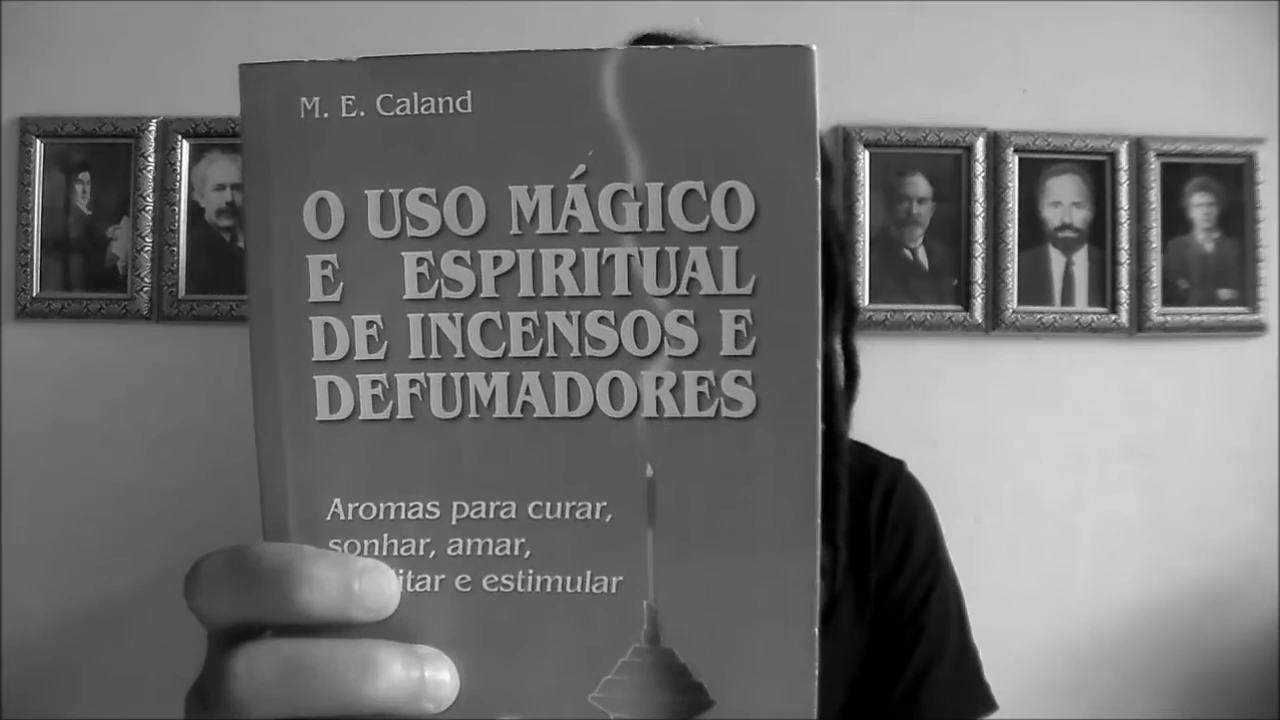 M. E. Caland
O USO MÁGICO
E ESPIRITUAL
DE INCENSOS E
DEFUMADORES
Aromas para curar,
sonhar, amar,
e estimular